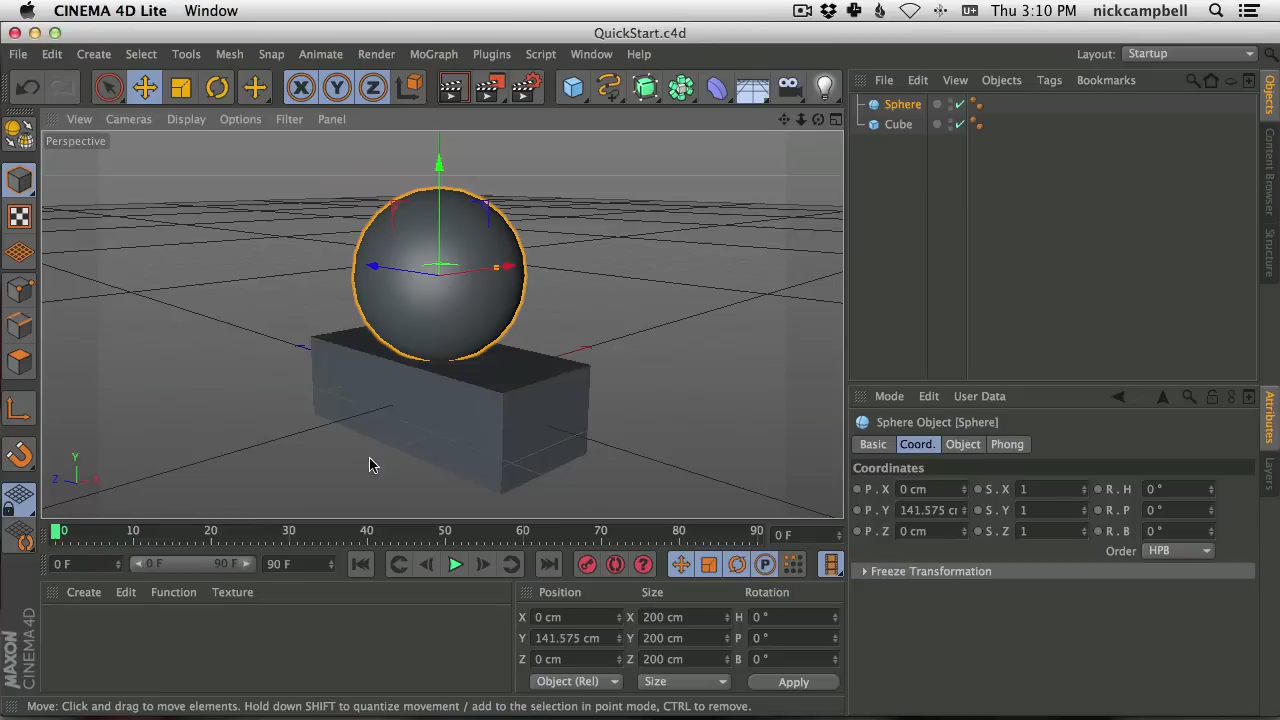 CINEMA 4D Lite Window
Thu 3:10 PM nickcampbell
QuickStart.c4d
File Edit Create Select Tools Mesh Snap Animate Render MoGraph Plugins Script Window Help
Layout: Startup
File Edit View Objects Tags Bookmarks
Objects
Content Browser
Structure
View Cameras Display Options Filter Panel
Perspective
Sphere
Cube
Y
Z X
Mode Edit User Data
Attributes
Layers
Sphere Object [Sphere]
Basic Coord. Object Phong
Coordinates
P . X 0 cm S . X 1 R . H 0 °
P . Y 141.575 cr S . Y 1 R . P 0 °
P . Z 0 cm S . Z 1 R . B 0 °
Order HPB
Freeze Transformation
0 10 20 30 40 50 60 70 80 90 0 F
0 F 0 F 90 F 90 F
Create Edit Function Texture
Position Size Rotation
X 0 cm X 200 cm H 0 °
Y 141.575 cm Y 200 cm P 0 °
Z 0 cm Z 200 cm B 0 °
Object (Rel) Size Apply
MAXON
CINEMA 4D
Move: Click and drag to move elements. Hold down SHIFT to quantize movement / add to the selection in point mode, CTRL to remove.